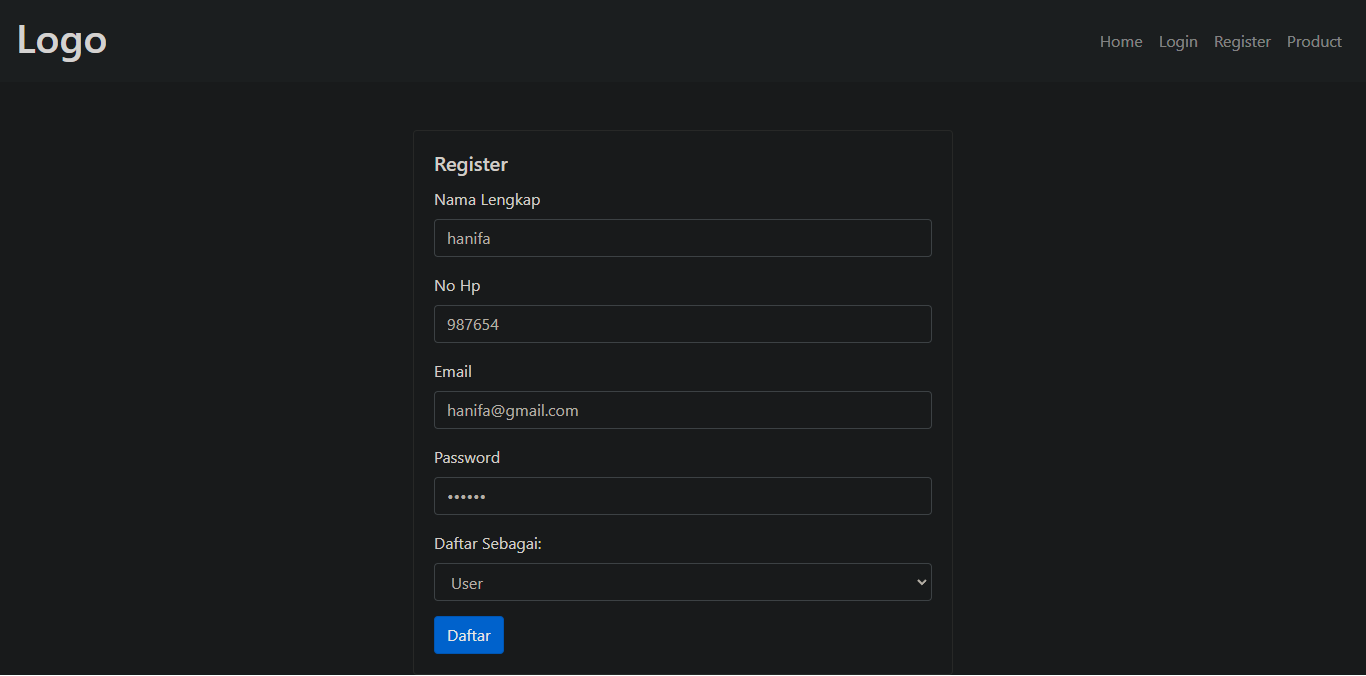 Logo
Home Login Register Product
Register
Nama Lengkap
hanifa
No Hp
987654
Email
hanifa@gmail.com
Password
••••••
Daftar Sebagai:
User
Daftar